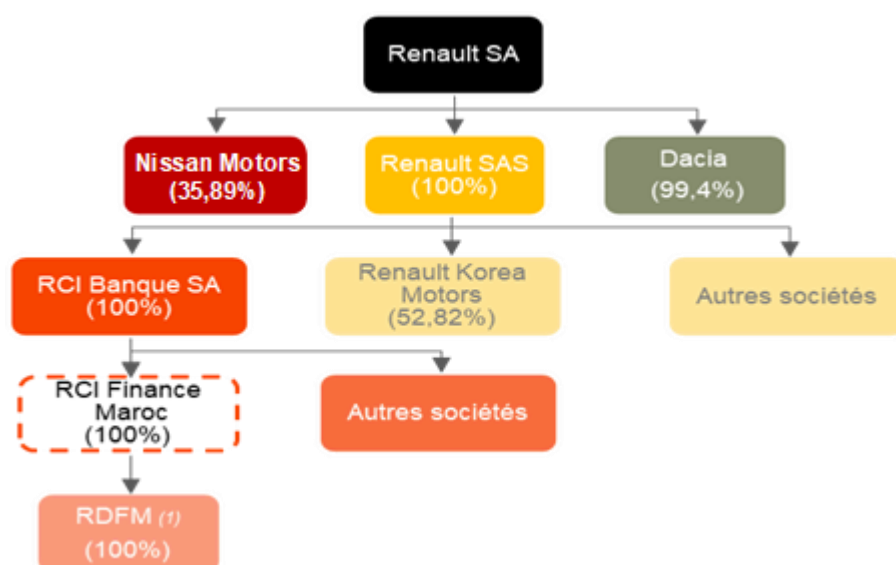 Renault SA
Nissan Motors
(35,89%)
Renault SAS
(100%)
Dacia
(99,4%)
RCI Banque SA
(100%)
Renault Korea
Motors
(52,82%)
Autres sociétés
RCI Finance
Maroc
(100%)
Autres sociétés
RDFM (1)
(100%)